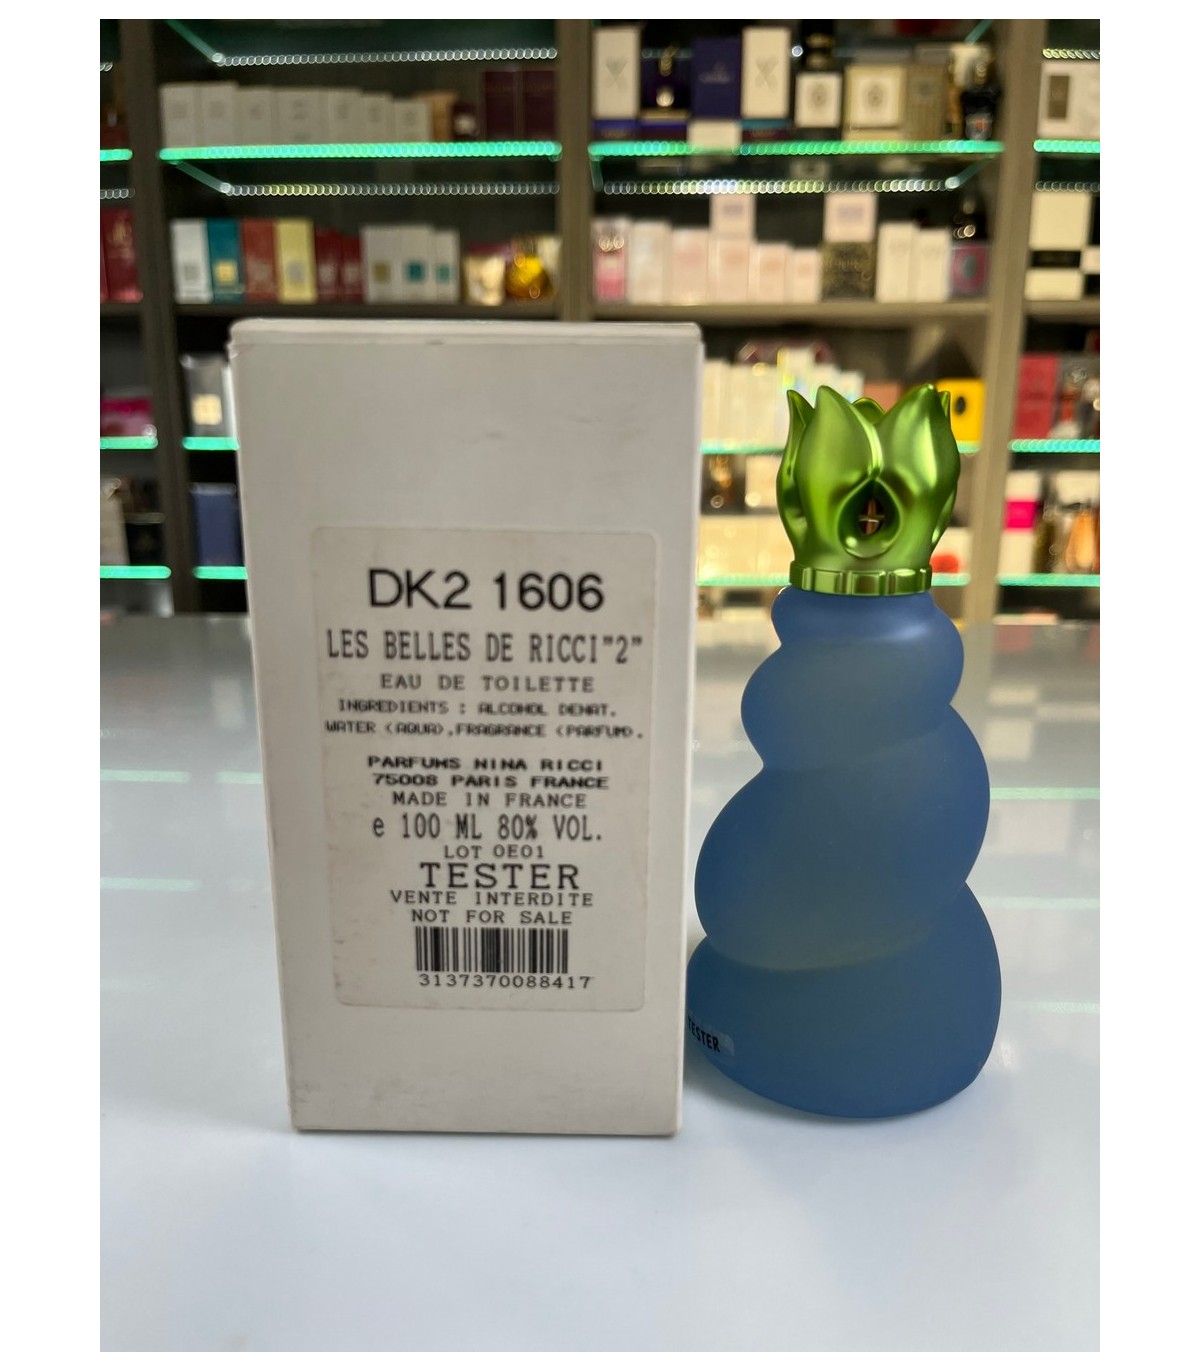 DK2 1606
LES BELLES DE RICCI"2"
EAU DE TOILETTE
INGREDIENTS : ALCOHOL DENAT.
WATER (AQUA),FRAGRANCE (PARFUM).
PARFUMS NINA RICCI
75008 PARIS FRANCE
MADE IN FRANCE
e 100 ML 80% VOL.
LOT 0E01
TESTER
VENTE INTERDITE
NOT FOR SALE
3137370088417
TESTER